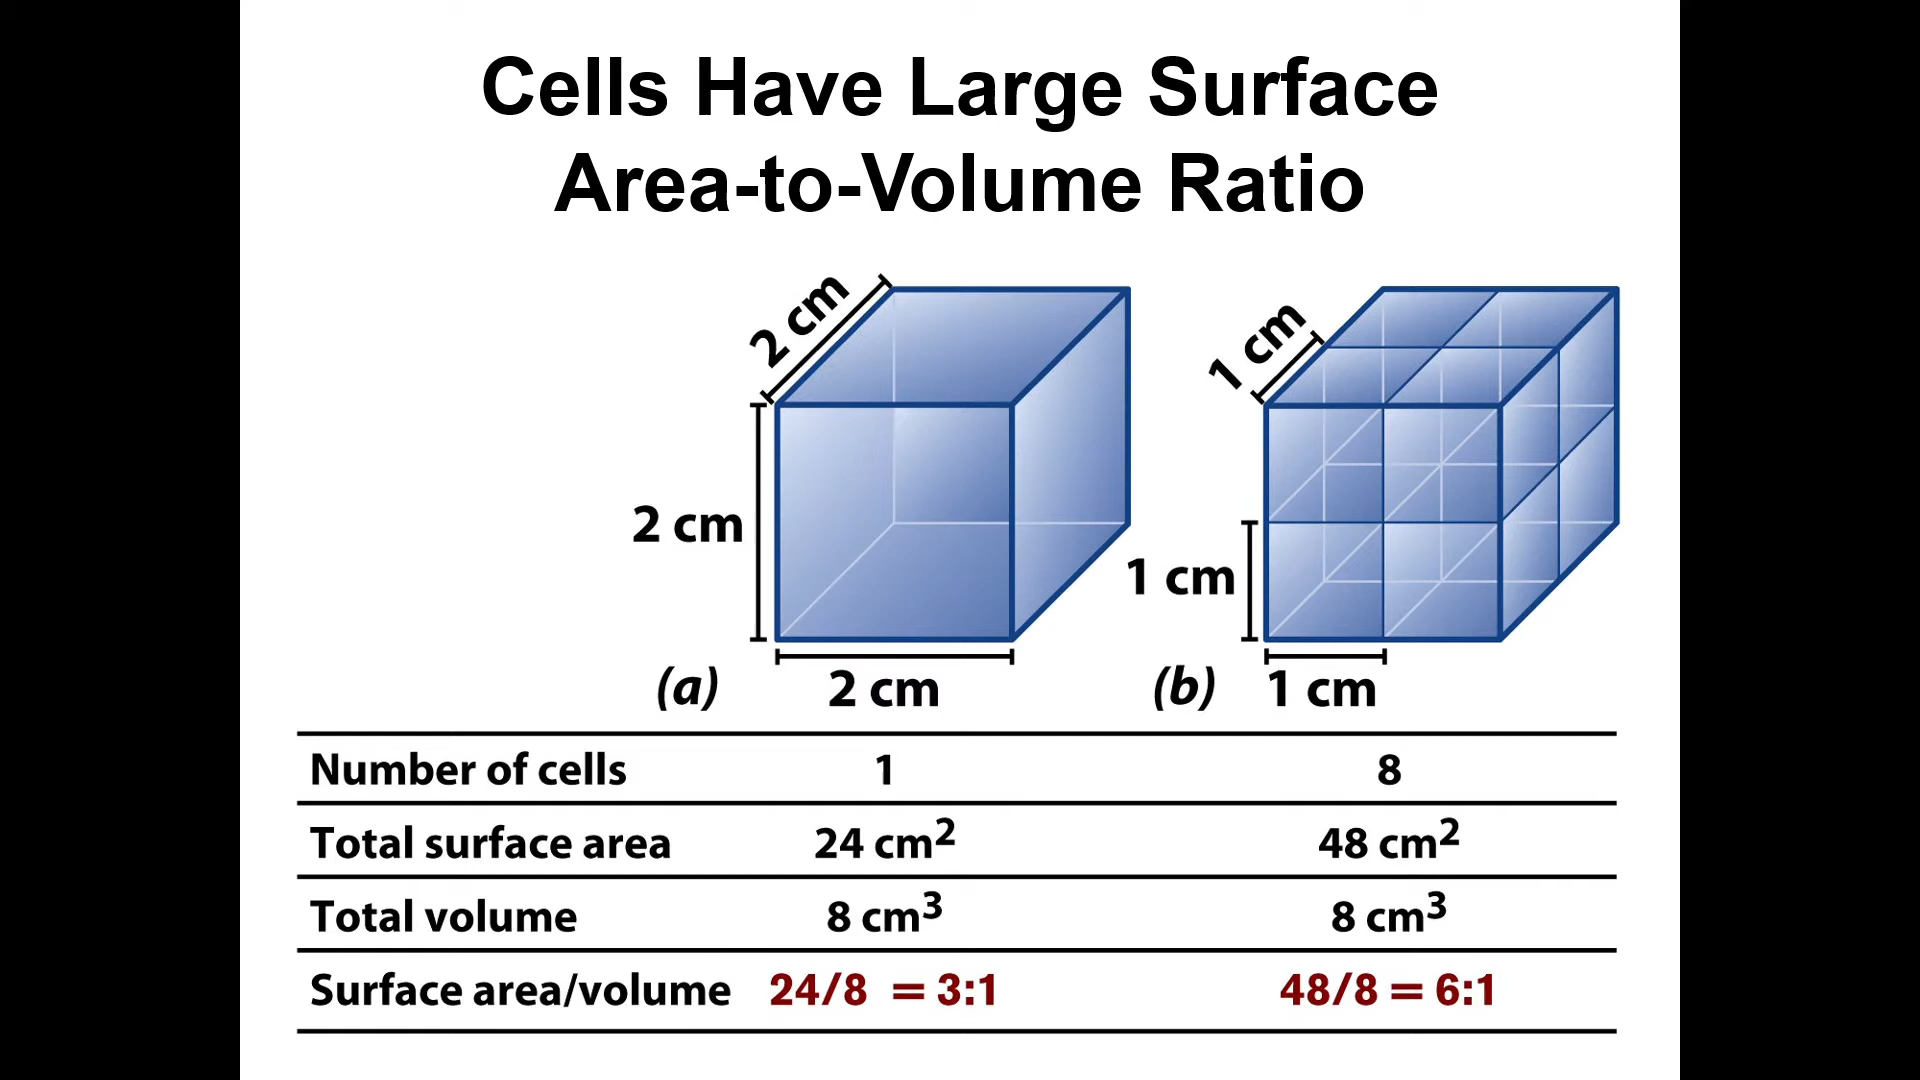 Cells Have Large Surface
Area-to-Volume Ratio
2 cm
2 cm
(a) 2 cm
1 cm
1 cm
(b) 1 cm
Number of cells 1 8
Total surface area 24 cm² 48 cm²
Total volume 8 cm³ 8 cm³
Surface area/volume 24/8 = 3:1 48/8 = 6:1